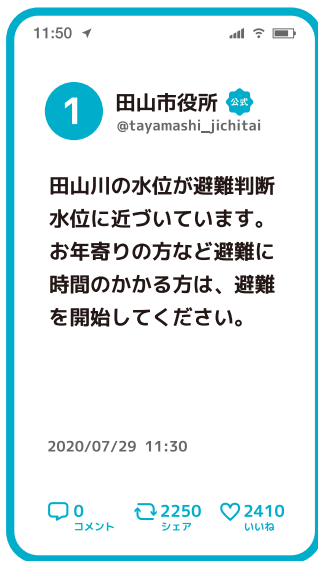 11:50
1
田山市役所 公式
@tayamashi_jichitai
田山川の水位が避難判断
水位に近づいています。
お年寄りの方など避難に
時間のかかる方は、避難
を開始してください。
2020/07/29 11:30
0 2250 2410
コメント シェア いいね